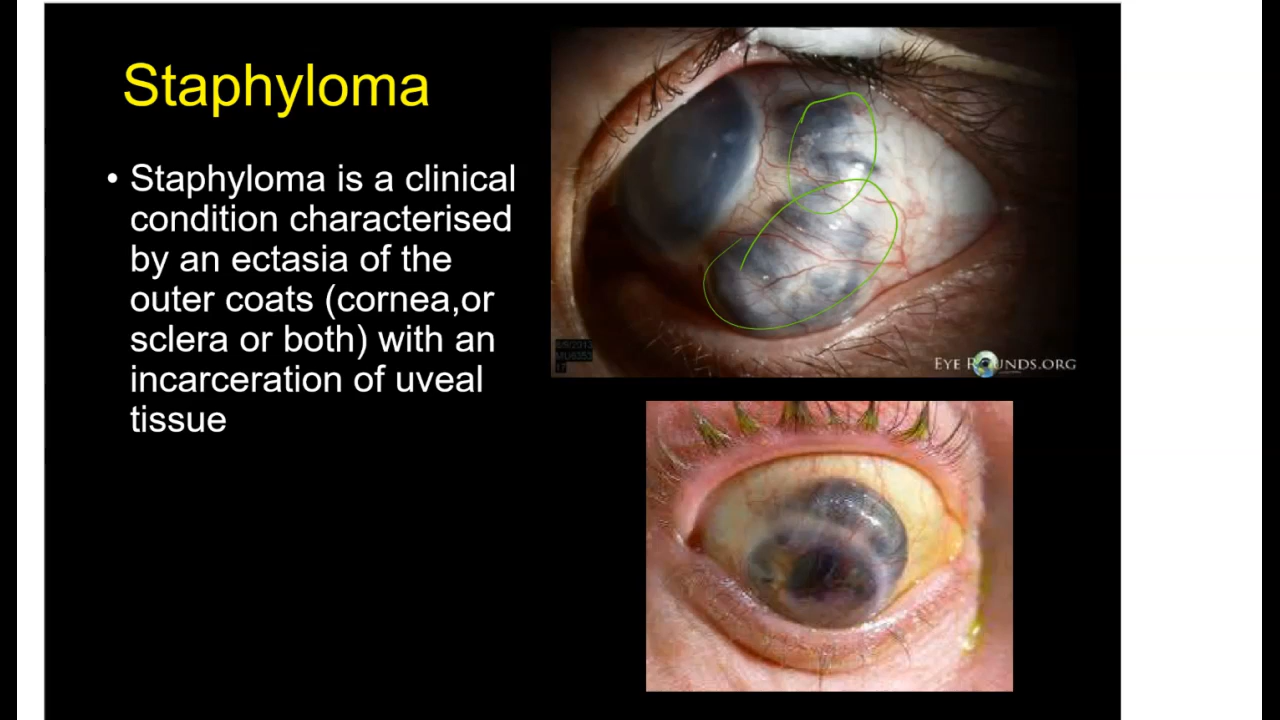 Staphyloma
• Staphyloma is a clinical
condition characterised
by an ectasia of the
outer coats (cornea,or
sclera or both) with an
incarceration of uveal
tissue
EYE ROUNDS.ORG